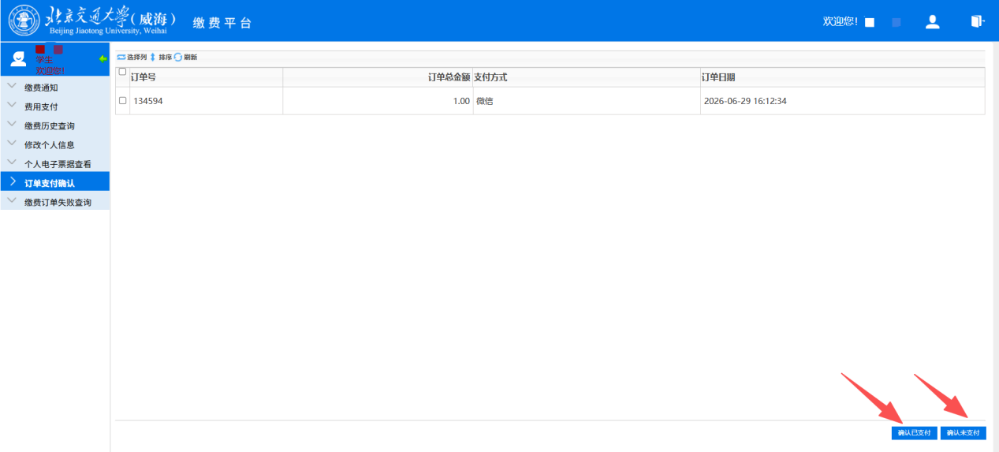 北京交通大学(威海)
Beijing Jiaotong University, Weihai
缴费平台
欢迎您!
学生
欢迎您!
缴费通知
费用支付
缴费历史查询
修改个人信息
个人电子票据查看
订单支付确认
缴费订单失败查询
选择列 排序 刷新
订单号 订单总金额 支付方式 订单日期
134594 1.00 微信 2026-06-29 16:12:34
确认已支付 确认未支付